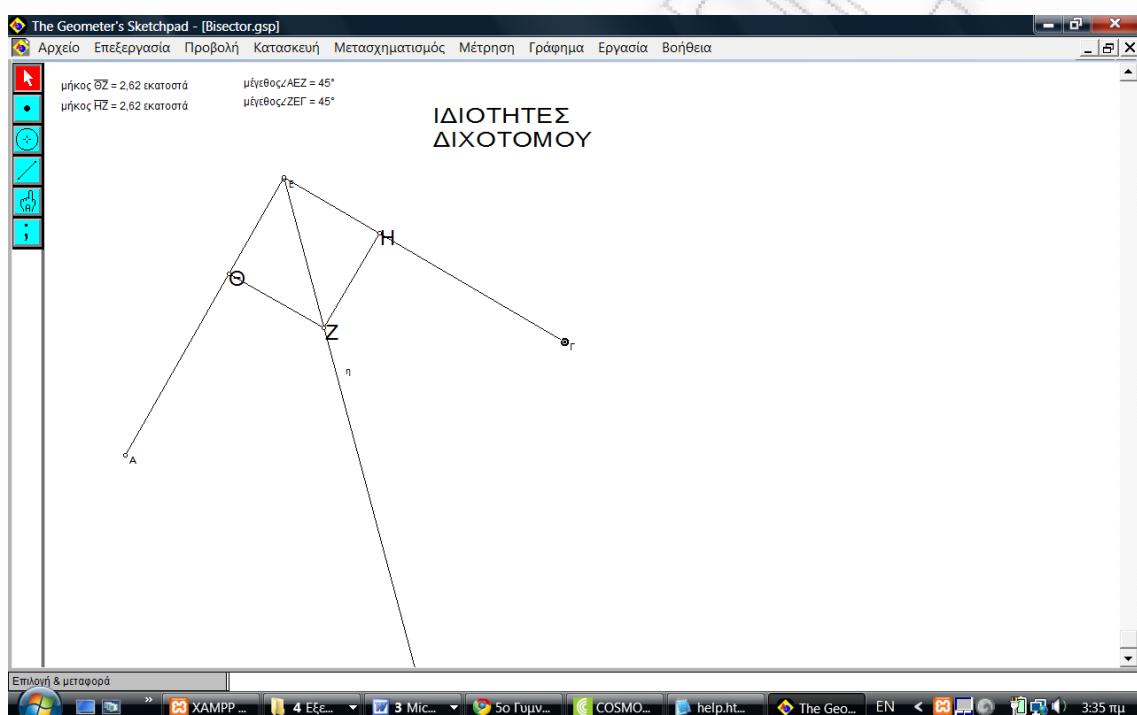 The Geometer's Sketchpad - [Bisector.gsp]
Αρχείο Επεξεργασία Προβολή Κατασκευή Μετασχηματισμός Μέτρηση Γράφημα Εργασία Βοήθεια
μήκος ΘΖ = 2,62 εκατοστά
μέγεθος∠ΑΕΖ = 45°
μήκος ΗΖ = 2,62 εκατοστά
μέγεθος∠ΖΕΓ = 45°
ΙΔΙΟΤΗΤΕΣ
ΔΙΧΟΤΟΜΟΥ
Ε
Η
Θ
Ζ
Γ
η
Α
Επιλογή & μεταφορά
XAMPP ... 4 Εξε... 3 Mic... 5ο Γυμν... COSMO... help.ht... The Geo... EN 3:35 πμ